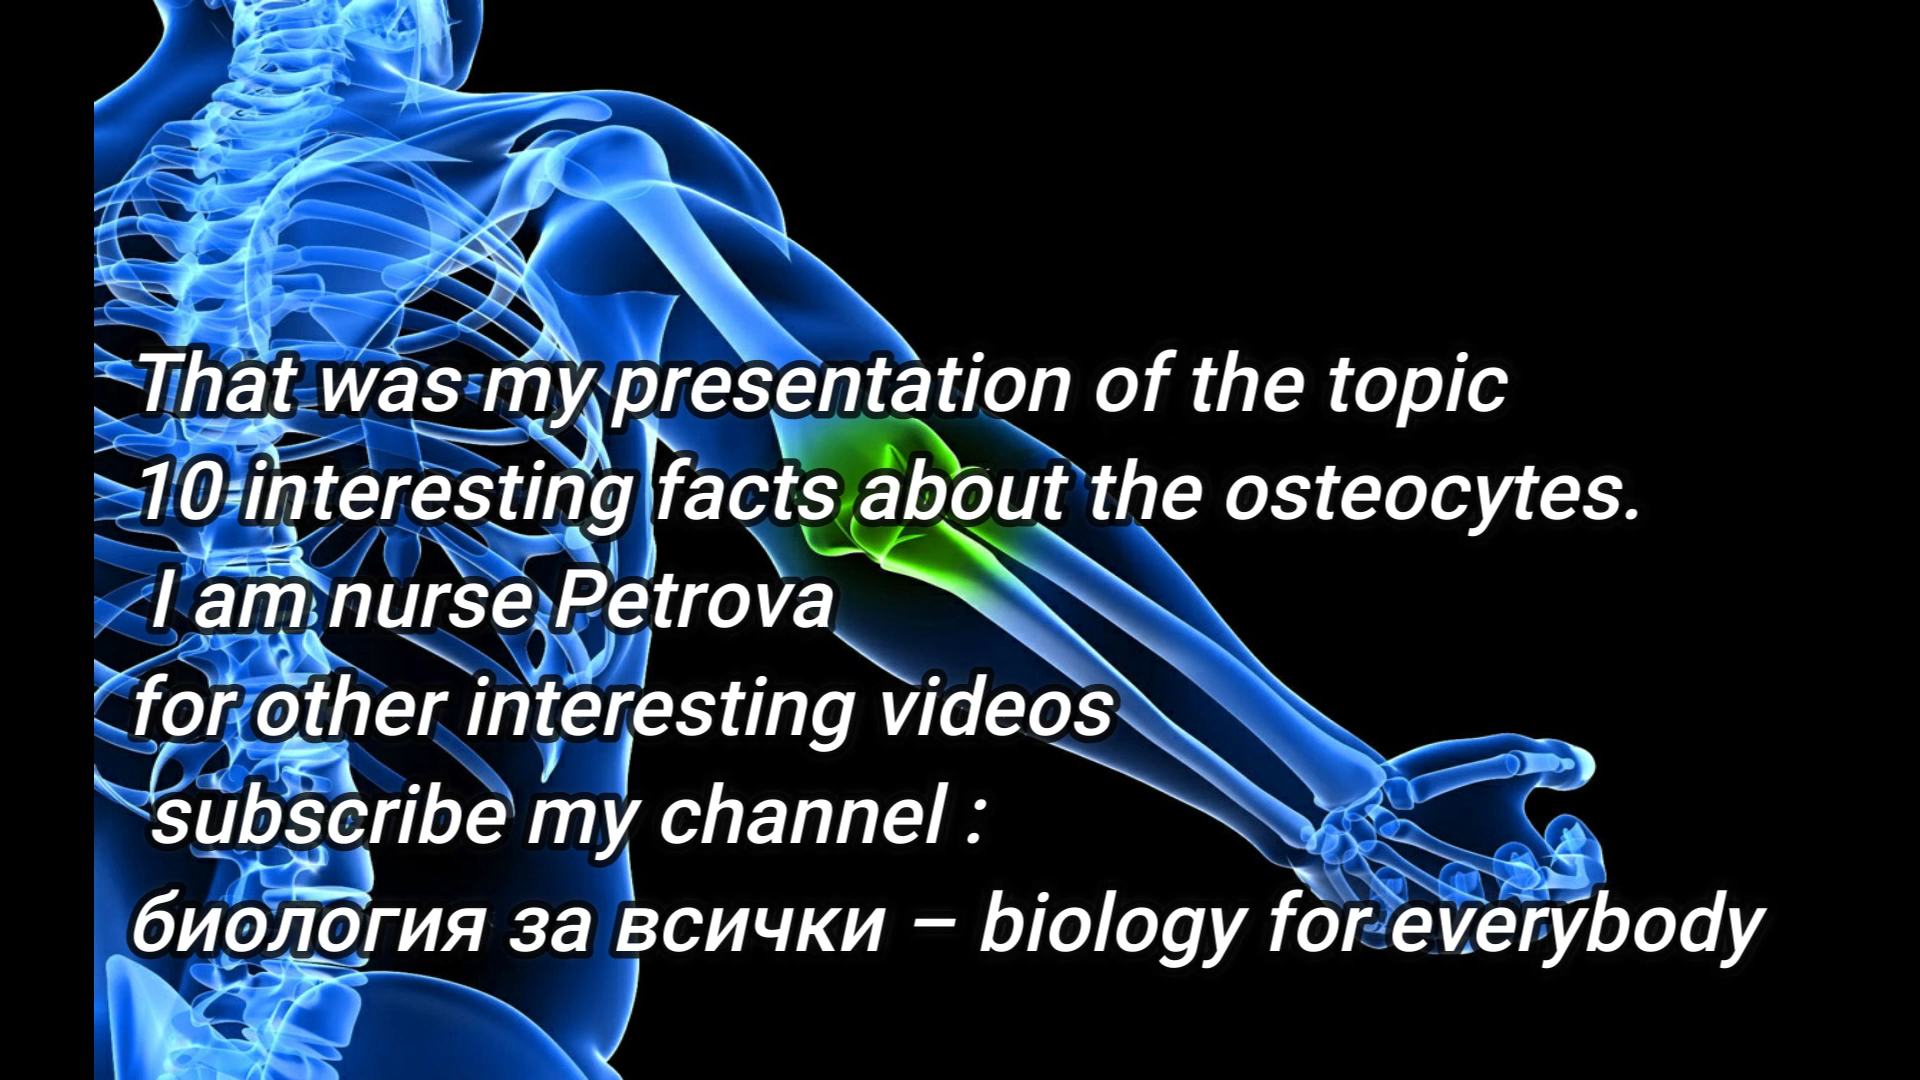 That was my presentation of the topic
10 interesting facts about the osteocytes.
I am nurse Petrova
for other interesting videos
subscribe my channel :
биология за всички – biology for everybody